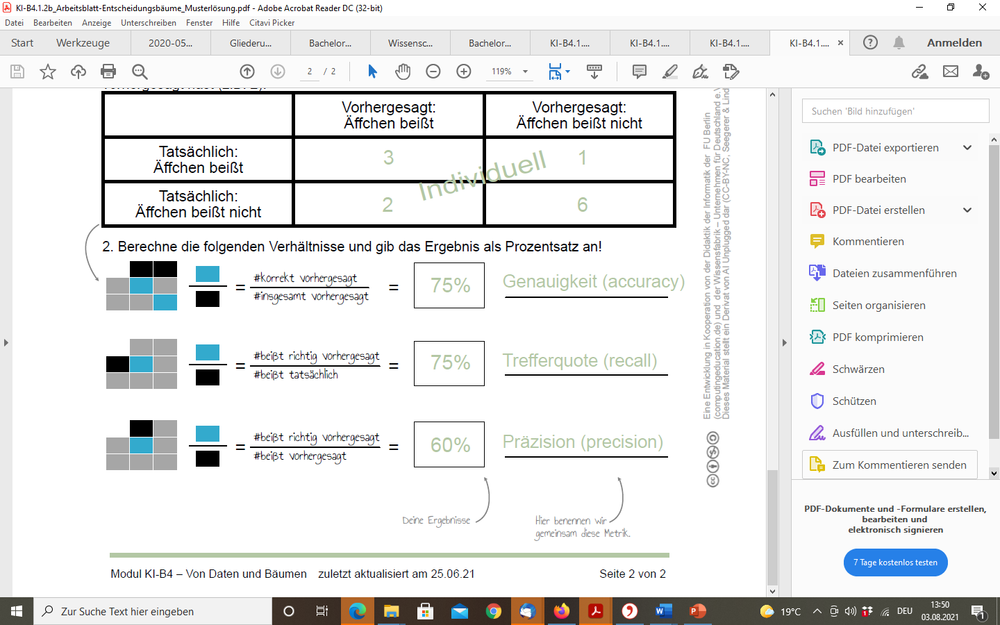 KI-B4.1.2b_Arbeitsblatt-Entscheidungsbäume_Musterlösung.pdf - Adobe Acrobat Reader DC (32-bit)
Datei Bearbeiten Anzeige Unterschreiben Fenster Hilfe Citavi Picker
Start Werkzeuge 2020-05... Gliederu... Bachelor... Wissensc... Bachelor... KI-B4.1.... KI-B4.1.... KI-B4.1.... KI-B4.1.... Anmelden
2 / 2 119%
Vorhergesagt:
Äffchen beißt
Vorhergesagt:
Äffchen beißt nicht
Tatsächlich:
Äffchen beißt
3
1
Individuell
Tatsächlich:
Äffchen beißt nicht
2
6
2. Berechne die folgenden Verhältnisse und gib das Ergebnis als Prozentsatz an!
= #korrekt vorhergesagt
#insgesamt vorhergesagt
= 75% Genauigkeit (accuracy)
= #beißt richtig vorhergesagt
#beißt tatsächlich
= 75% Trefferquote (recall)
= #beißt richtig vorhergesagt
#beißt vorhergesagt
= 60% Präzision (precision)
Deine Ergebnisse
Hier benennen wir
gemeinsam diese Metrik.
Eine Entwicklung in Kooperation von der Didaktik der Informatik der FU Berlin
(computingeducation.de) und der Wissensfabrik – Unternehmen für Deutschland e.V
Dieses Material stellt ein Derivat von AI Unplugged dar (CC-BY-NC, Seegerer & Lind
Modul KI-B4 – Von Daten und Bäumen zuletzt aktualisiert am 25.06.21 Seite 2 von 2
Suchen 'Bild hinzufügen'
PDF-Datei exportieren
PDF bearbeiten
PDF-Datei erstellen
Kommentieren
Dateien zusammenführen
Seiten organisieren
PDF komprimieren
Schwärzen
Schützen
Ausfüllen und unterschreib...
Zum Kommentieren senden
PDF-Dokumente und -Formulare erstellen,
bearbeiten und
elektronisch signieren
7 Tage kostenlos testen
Zur Suche Text hier eingeben
19°C DEU 13:50
03.08.2021
1